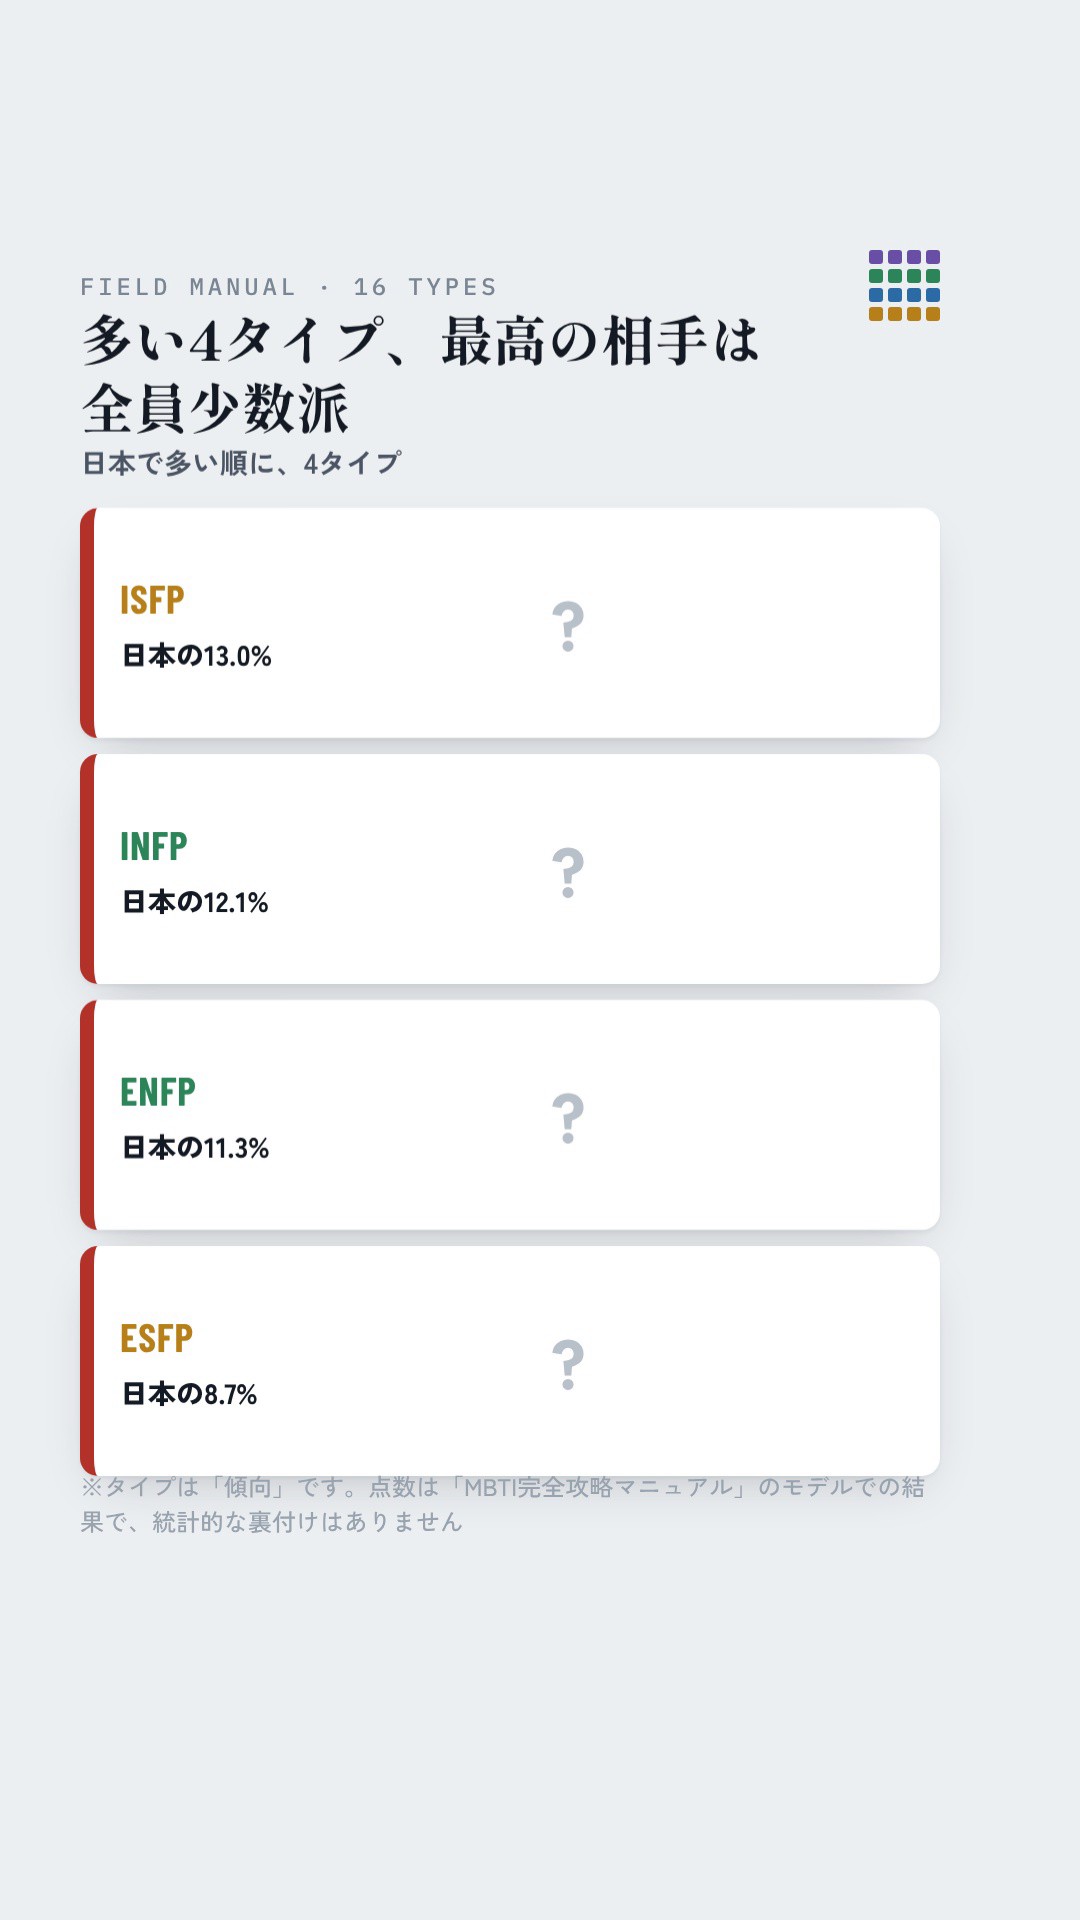 FIELD MANUAL · 16 TYPES
多い4タイプ、最高の相手は
全員少数派
日本で多い順に、4タイプ
ISFP
?
日本の13.0%
INFP
?
日本の12.1%
ENFP
?
日本の11.3%
ESFP
?
日本の8.7%
※タイプは「傾向」です。点数は「MBTI完全攻略マニュアル」のモデルでの結
果で、統計的な裏付けはありません